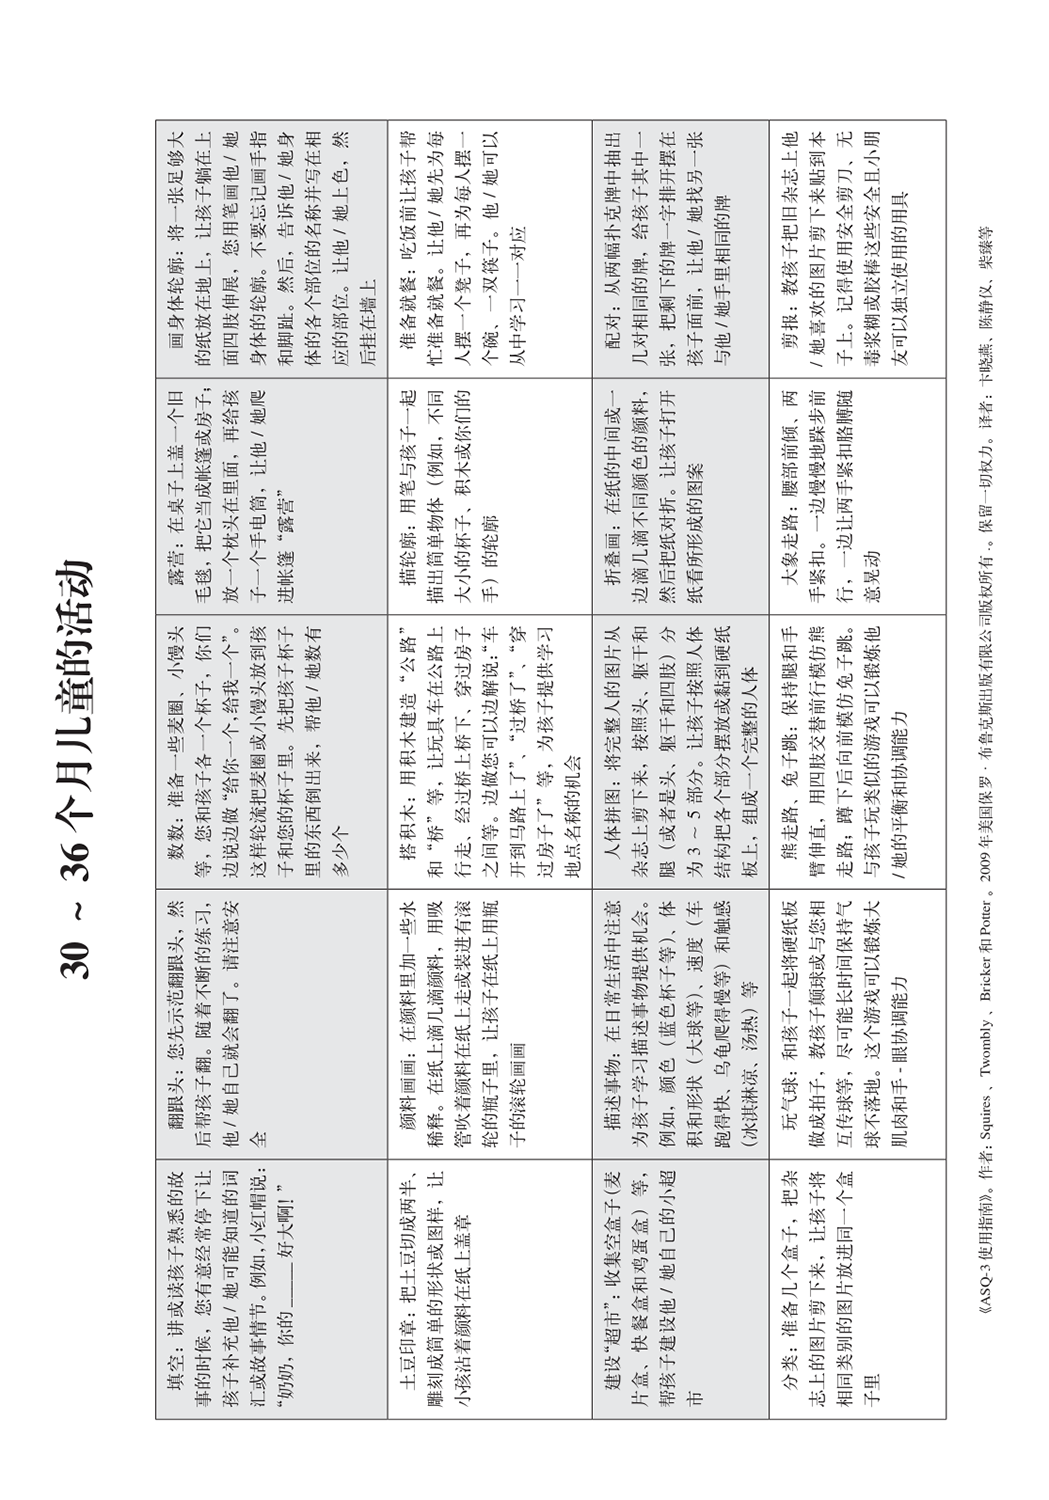 30 ~ 36 个月儿童的活动
填空：讲或读孩子熟悉的故
事的时候，您有意经常停下让
孩子补充他 / 她可能知道的词
汇或故事情节。例如，小红帽说：
“奶奶，你的_____ 好大啊！”
翻跟头：您先示范翻跟头，然
后帮孩子翻。随着不断的练习，
他 / 她自己就会翻了。请注意安
全
数数：准备一些麦圈、小馒头
等，您和孩子各一个杯子，你们
边说边做“给你一个，给我一个”。
这样轮流把麦圈或小馒头放到孩
子和您的杯子里。先把孩子杯子
里的东西倒出来，帮他 / 她数有
多少个
露营：在桌子上盖一个旧
毛毯，把它当成帐篷或房子；
放一个枕头在里面，再给孩
子一个手电筒，让他 / 她爬
进帐篷“露营”
画身体轮廓：将一张足够大
的纸放在地上，让孩子躺在上
面四肢伸展，您用笔画他 / 她
身体的轮廓。不要忘记画手指
和脚趾。然后，告诉他 / 她身
体的各个部位的名称并写在相
应的部位。让他 / 她上色，然
后挂在墙上
土豆印章：把土豆切成两半、
雕刻成简单的形状或图样，让
小孩沾着颜料在纸上盖章
颜料画画：在颜料里加一些水
稀释。在纸上滴几滴颜料，用吸
管吹着颜料在纸上走或装进有滚
轮的瓶子里，让孩子在纸上用瓶
子的滚轮画画
搭积木：用积木建造“公路”
和“桥”等，让玩具车在公路上
行走、经过桥上桥下、穿过房子
之间等。边做您可以边解说：“车
开到马路上了”、“过桥了”、“穿
过房子了”等，为孩子提供学习
地点名称的机会
描轮廓：用笔与孩子一起
描出简单物体（例如，不同
大小的杯子、积木或你们的
手）的轮廓
准备就餐：吃饭前让孩子帮
忙准备就餐。让他 / 她先为每
人摆一个凳子，再为每人摆一
个碗、一双筷子。他 / 她可以
从中学习一一对应
建设“超市”：收集空盒子（麦
片盒、快餐盒和鸡蛋盒）等，
帮孩子建设他 / 她自己的小超
市
描述事物：在日常生活中注意
为孩子学习描述事物提供机会。
例如，颜色（蓝色杯子等）、体
积和形状（大球等）、速度（车
跑得快、乌龟爬得慢等）和触感
（冰淇淋凉、汤热）等
人体拼图：将完整人的图片从
杂志上剪下来，按照头、躯干和
腿（或者是头、躯干和四肢）分
为 3 ~ 5 部分。让孩子按照人体
结构把各个部分摆放或黏到硬纸
板上，组成一个完整的人体
折叠画：在纸的中间或一
边滴几滴不同颜色的颜料，
然后把纸对折。让孩子打开
纸看所形成的图案
配对：从两幅扑克牌中抽出
几对相同的牌，给孩子其中一
张，把剩下的牌一字排开摆在
孩子面前，让他 / 她找另一张
与他 / 她手里相同的牌
分类：准备几个盒子，把杂
志上的图片剪下来，让孩子将
相同类别的图片放进同一个盒
子里
玩气球：和孩子一起将硬纸板
做成拍子，教孩子颠球或与您相
互传球等，尽可能长时间保持气
球不落地。这个游戏可以锻炼大
肌肉和手 - 眼协调能力
熊走路、兔子跳：保持腿和手
臂伸直，用四肢交替前行模仿熊
走路；蹲下后向前模仿兔子跳。
与孩子玩类似的游戏可以锻炼他
/ 她的平衡和协调能力
大象走路：腰部前倾、两
手紧扣。一边慢慢地跺步前
行，一边让两手紧扣胳膊随
意晃动
剪报：教孩子把旧杂志上他
/ 她喜欢的图片剪下来贴到本
子上。记得使用安全剪刀、无
毒浆糊或胶棒这些安全且小朋
友可以独立使用的用具
《ASQ-3 使用指南》。作者：Squires 、Twombly 、Bricker 和 Potter 。2009 年美国保罗 · 布鲁克斯出版有限公司版权所有 ·。保留一切权力。译者：卞晓燕、陈静仪、柴臻等